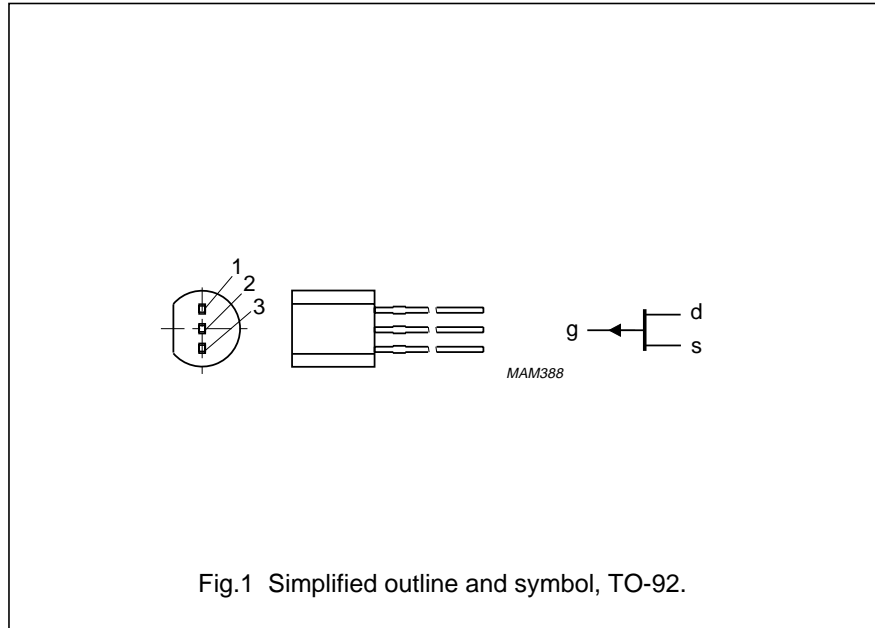 1
2
3
d
g
s
MAM388
Fig.1 Simplified outline and symbol, TO-92.